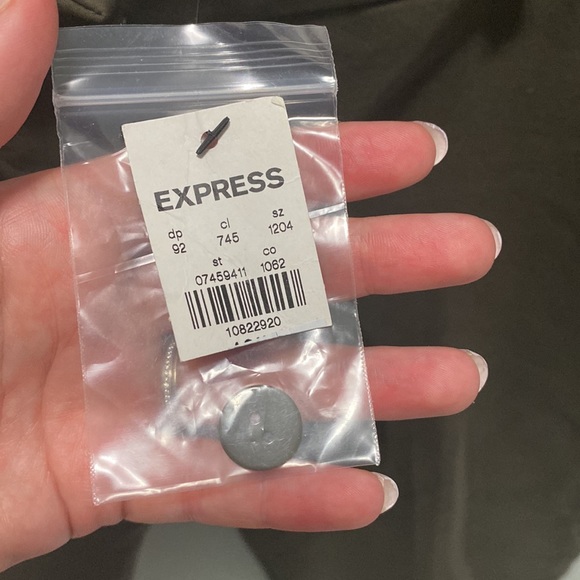 EXPRESS
dp cl sz
92 745 1204
st co
07459411 1062
10822920